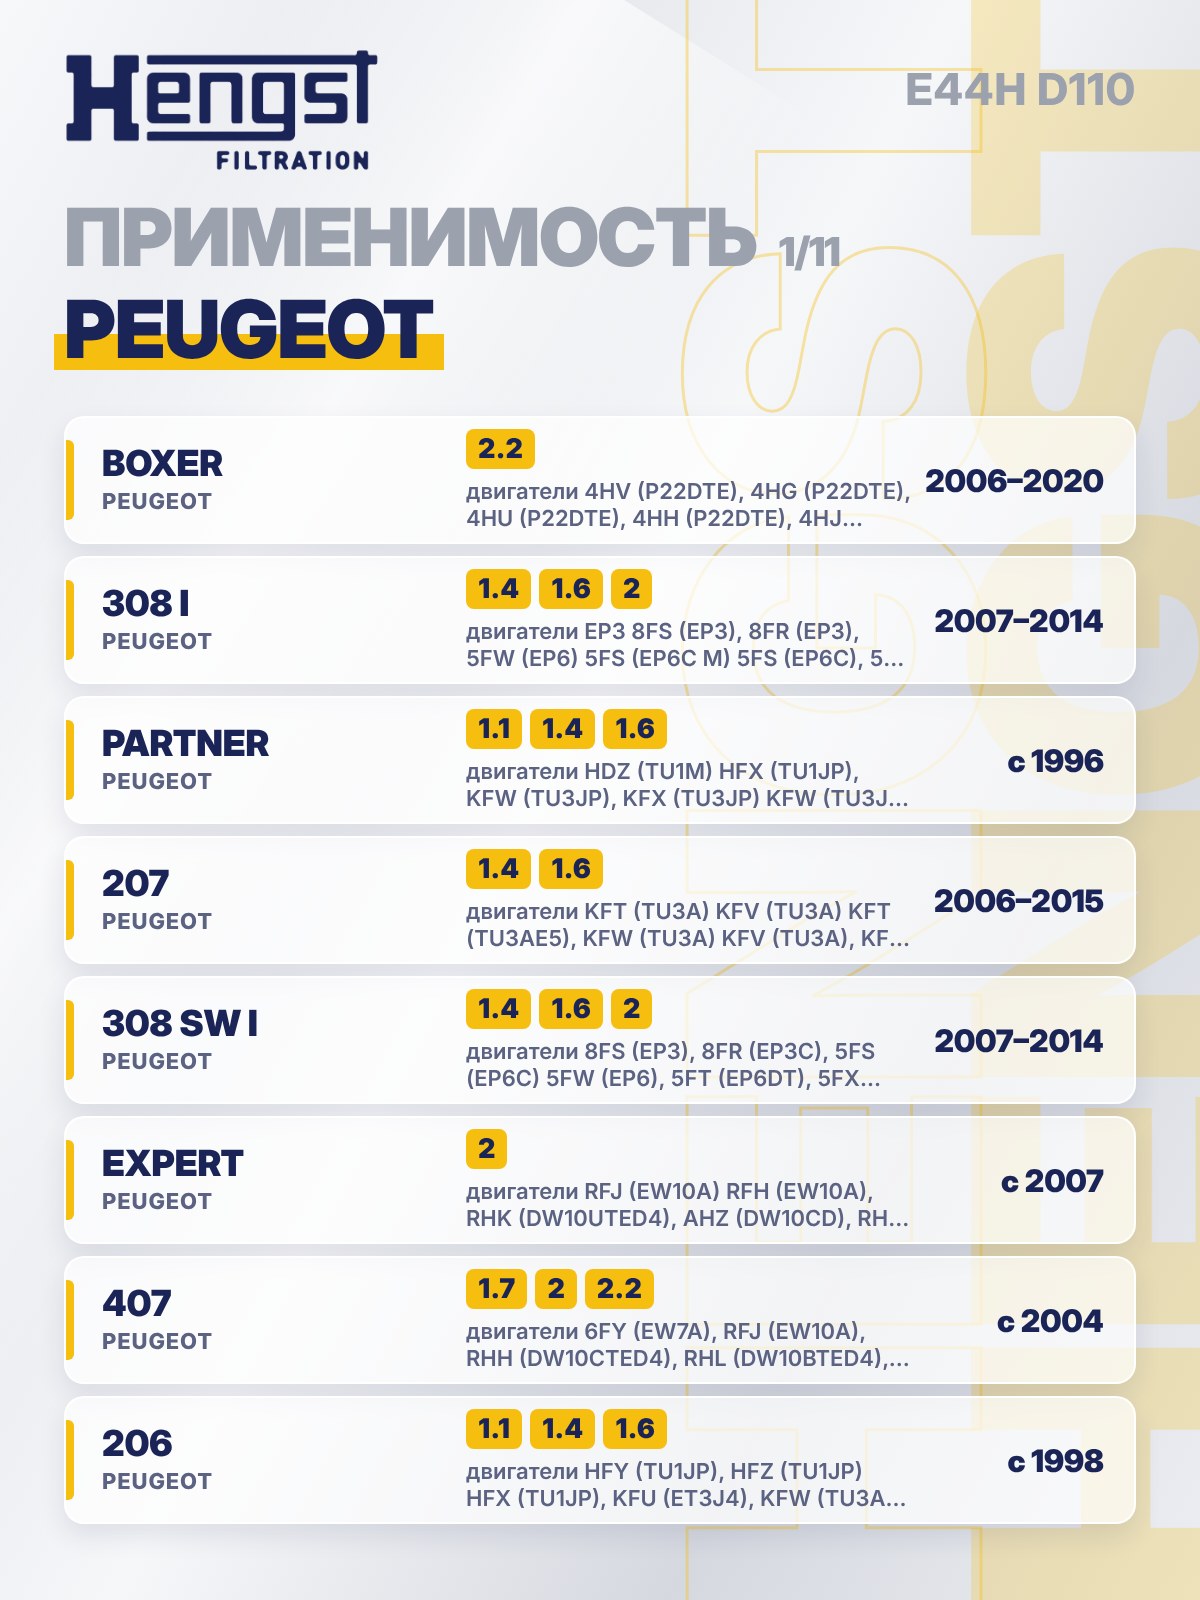 Hengst
FILTRATION
E44H D110
ПРИМЕНИМОСТЬ 1/11
PEUGEOT
BOXER
PEUGEOT
2.2
двигатели 4HV (P22DTE), 4HG (P22DTE),
4HU (P22DTE), 4HH (P22DTE), 4HJ...
2006–2020
308 I
PEUGEOT
1.4 1.6 2
двигатели EP3 8FS (EP3), 8FR (EP3),
5FW (EP6) 5FS (EP6C M) 5FS (EP6C), 5...
2007–2014
PARTNER
PEUGEOT
1.1 1.4 1.6
двигатели HDZ (TU1M) HFX (TU1JP),
KFW (TU3JP), KFX (TU3JP) KFW (TU3J...
с 1996
207
PEUGEOT
1.4 1.6
двигатели KFT (TU3A) KFV (TU3A) KFT
(TU3AE5), KFW (TU3A) KFV (TU3A), KF...
2006–2015
308 SW I
PEUGEOT
1.4 1.6 2
двигатели 8FS (EP3), 8FR (EP3C), 5FS
(EP6C) 5FW (EP6), 5FT (EP6DT), 5FX...
2007–2014
EXPERT
PEUGEOT
2
двигатели RFJ (EW10A) RFH (EW10A),
RHK (DW10UTED4), AHZ (DW10CD), RH...
с 2007
407
PEUGEOT
1.7 2 2.2
двигатели 6FY (EW7A), RFJ (EW10A),
RHH (DW10CTED4), RHL (DW10BTED4),...
с 2004
206
PEUGEOT
1.1 1.4 1.6
двигатели HFY (TU1JP), HFZ (TU1JP)
HFX (TU1JP), KFU (ET3J4), KFW (TU3A...
с 1998
HENGST